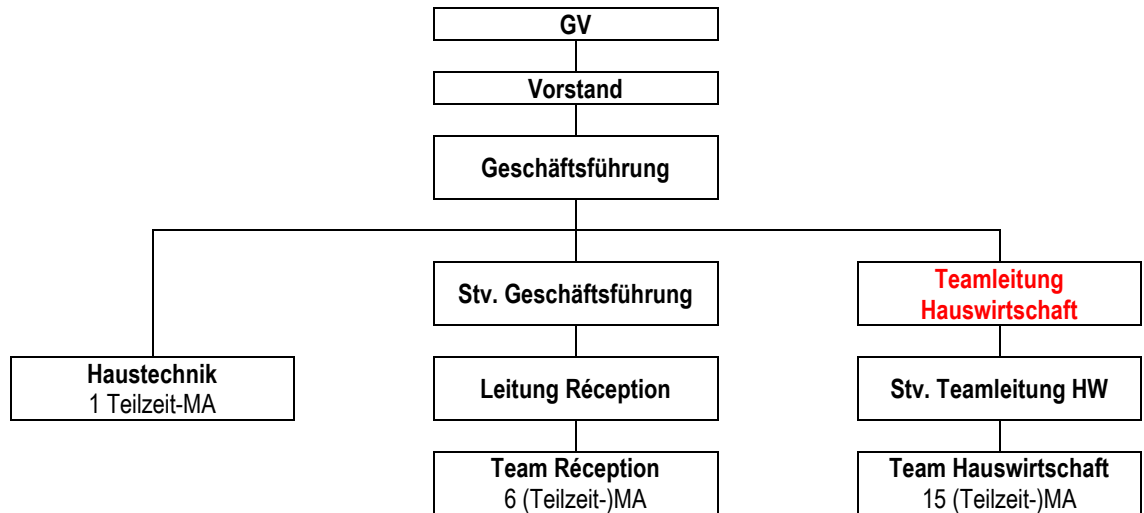 GV
Vorstand
Geschäftsführung
Stv. Geschäftsführung
Teamleitung
Hauswirtschaft
Haustechnik
1 Teilzeit-MA
Leitung Réception
Stv. Teamleitung HW
Team Réception
6 (Teilzeit-)MA
Team Hauswirtschaft
15 (Teilzeit-)MA